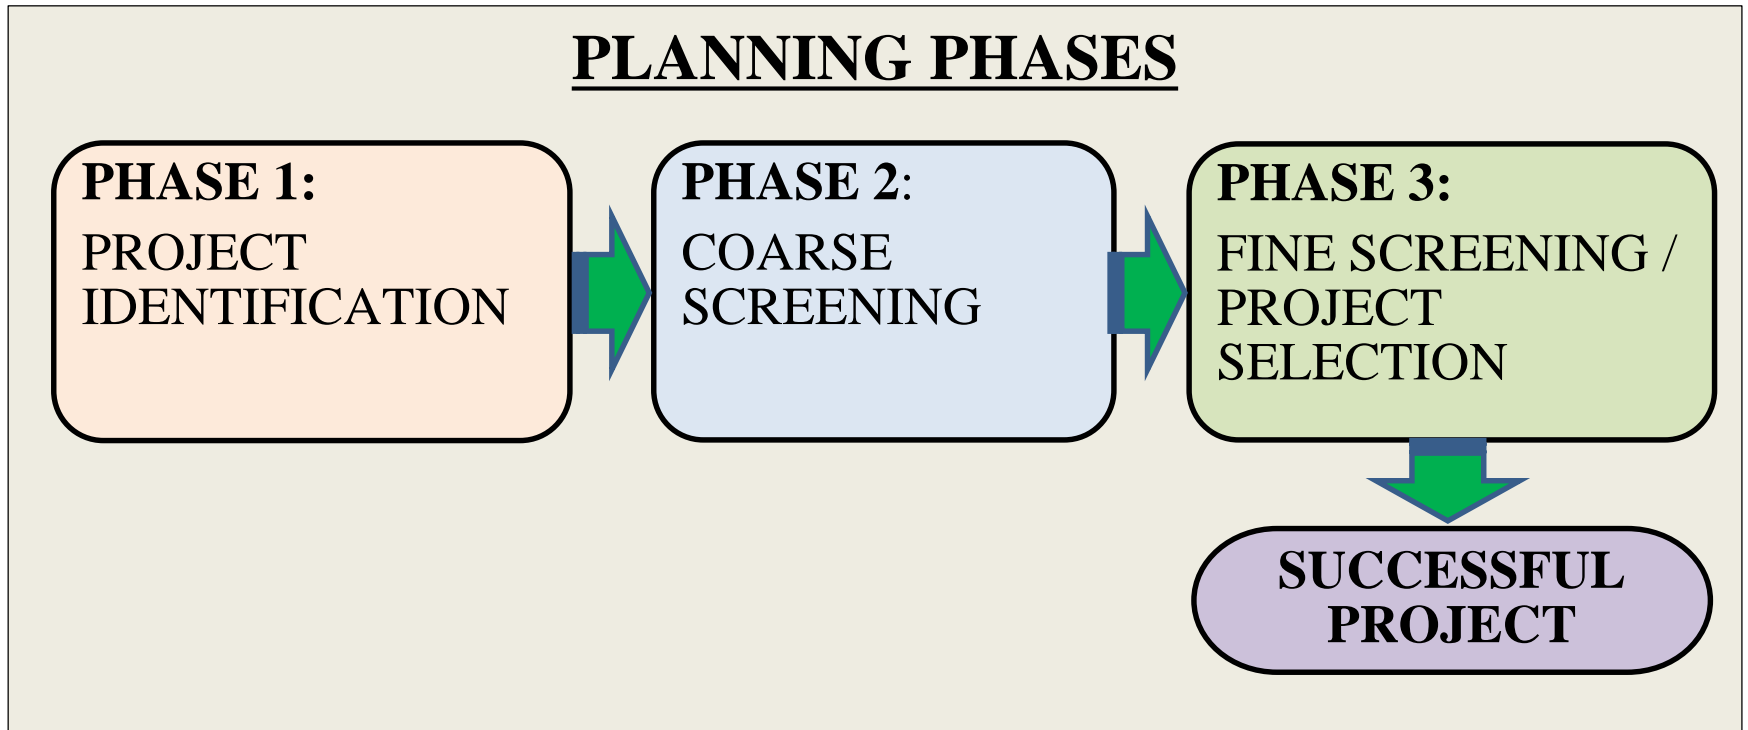 PLANNING PHASES
PHASE 1:
PROJECT
IDENTIFICATION
PHASE 2:
COARSE
SCREENING
PHASE 3:
FINE SCREENING /
PROJECT
SELECTION
SUCCESSFUL
PROJECT